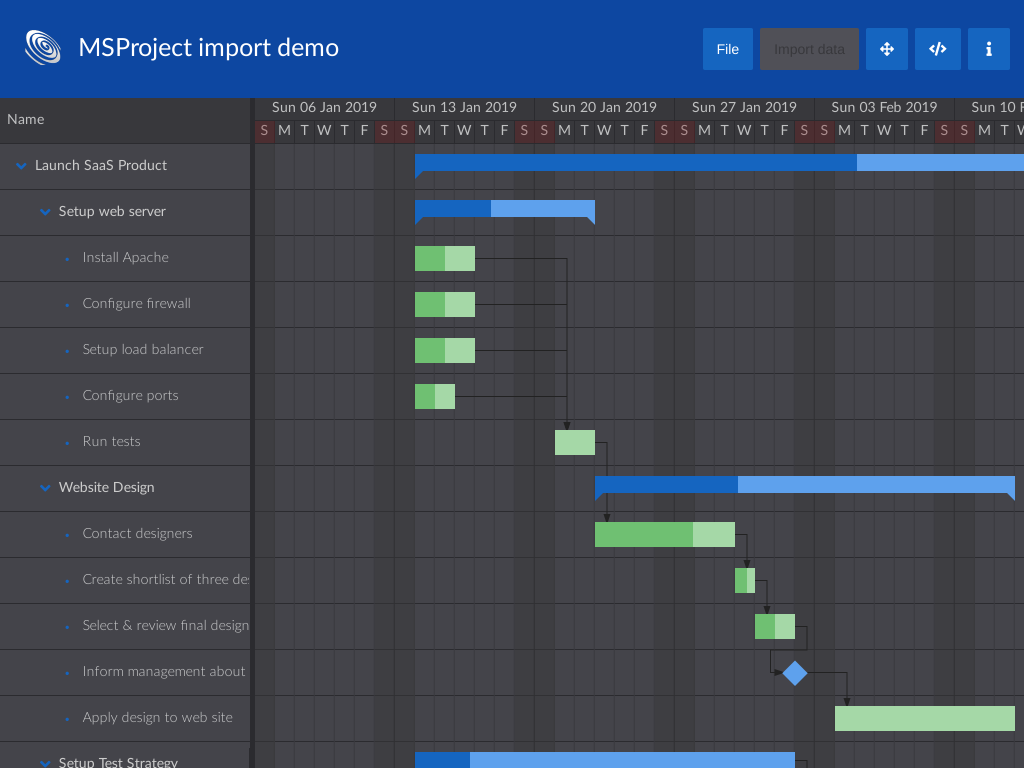 MSProject import demo
File
Import data
Name
Sun 06 Jan 2019 Sun 13 Jan 2019 Sun 20 Jan 2019 Sun 27 Jan 2019 Sun 03 Feb 2019 Sun 10 F
S M T W T F S S M T W T F S S M T W T F S S M T W T F S S M T W T F S S M T W
Launch SaaS Product
Setup web server
Install Apache
Configure firewall
Setup load balancer
Configure ports
Run tests
Website Design
Contact designers
Create shortlist of three des
Select & review final design
Inform management about
Apply design to web site
Setup Test Strategy